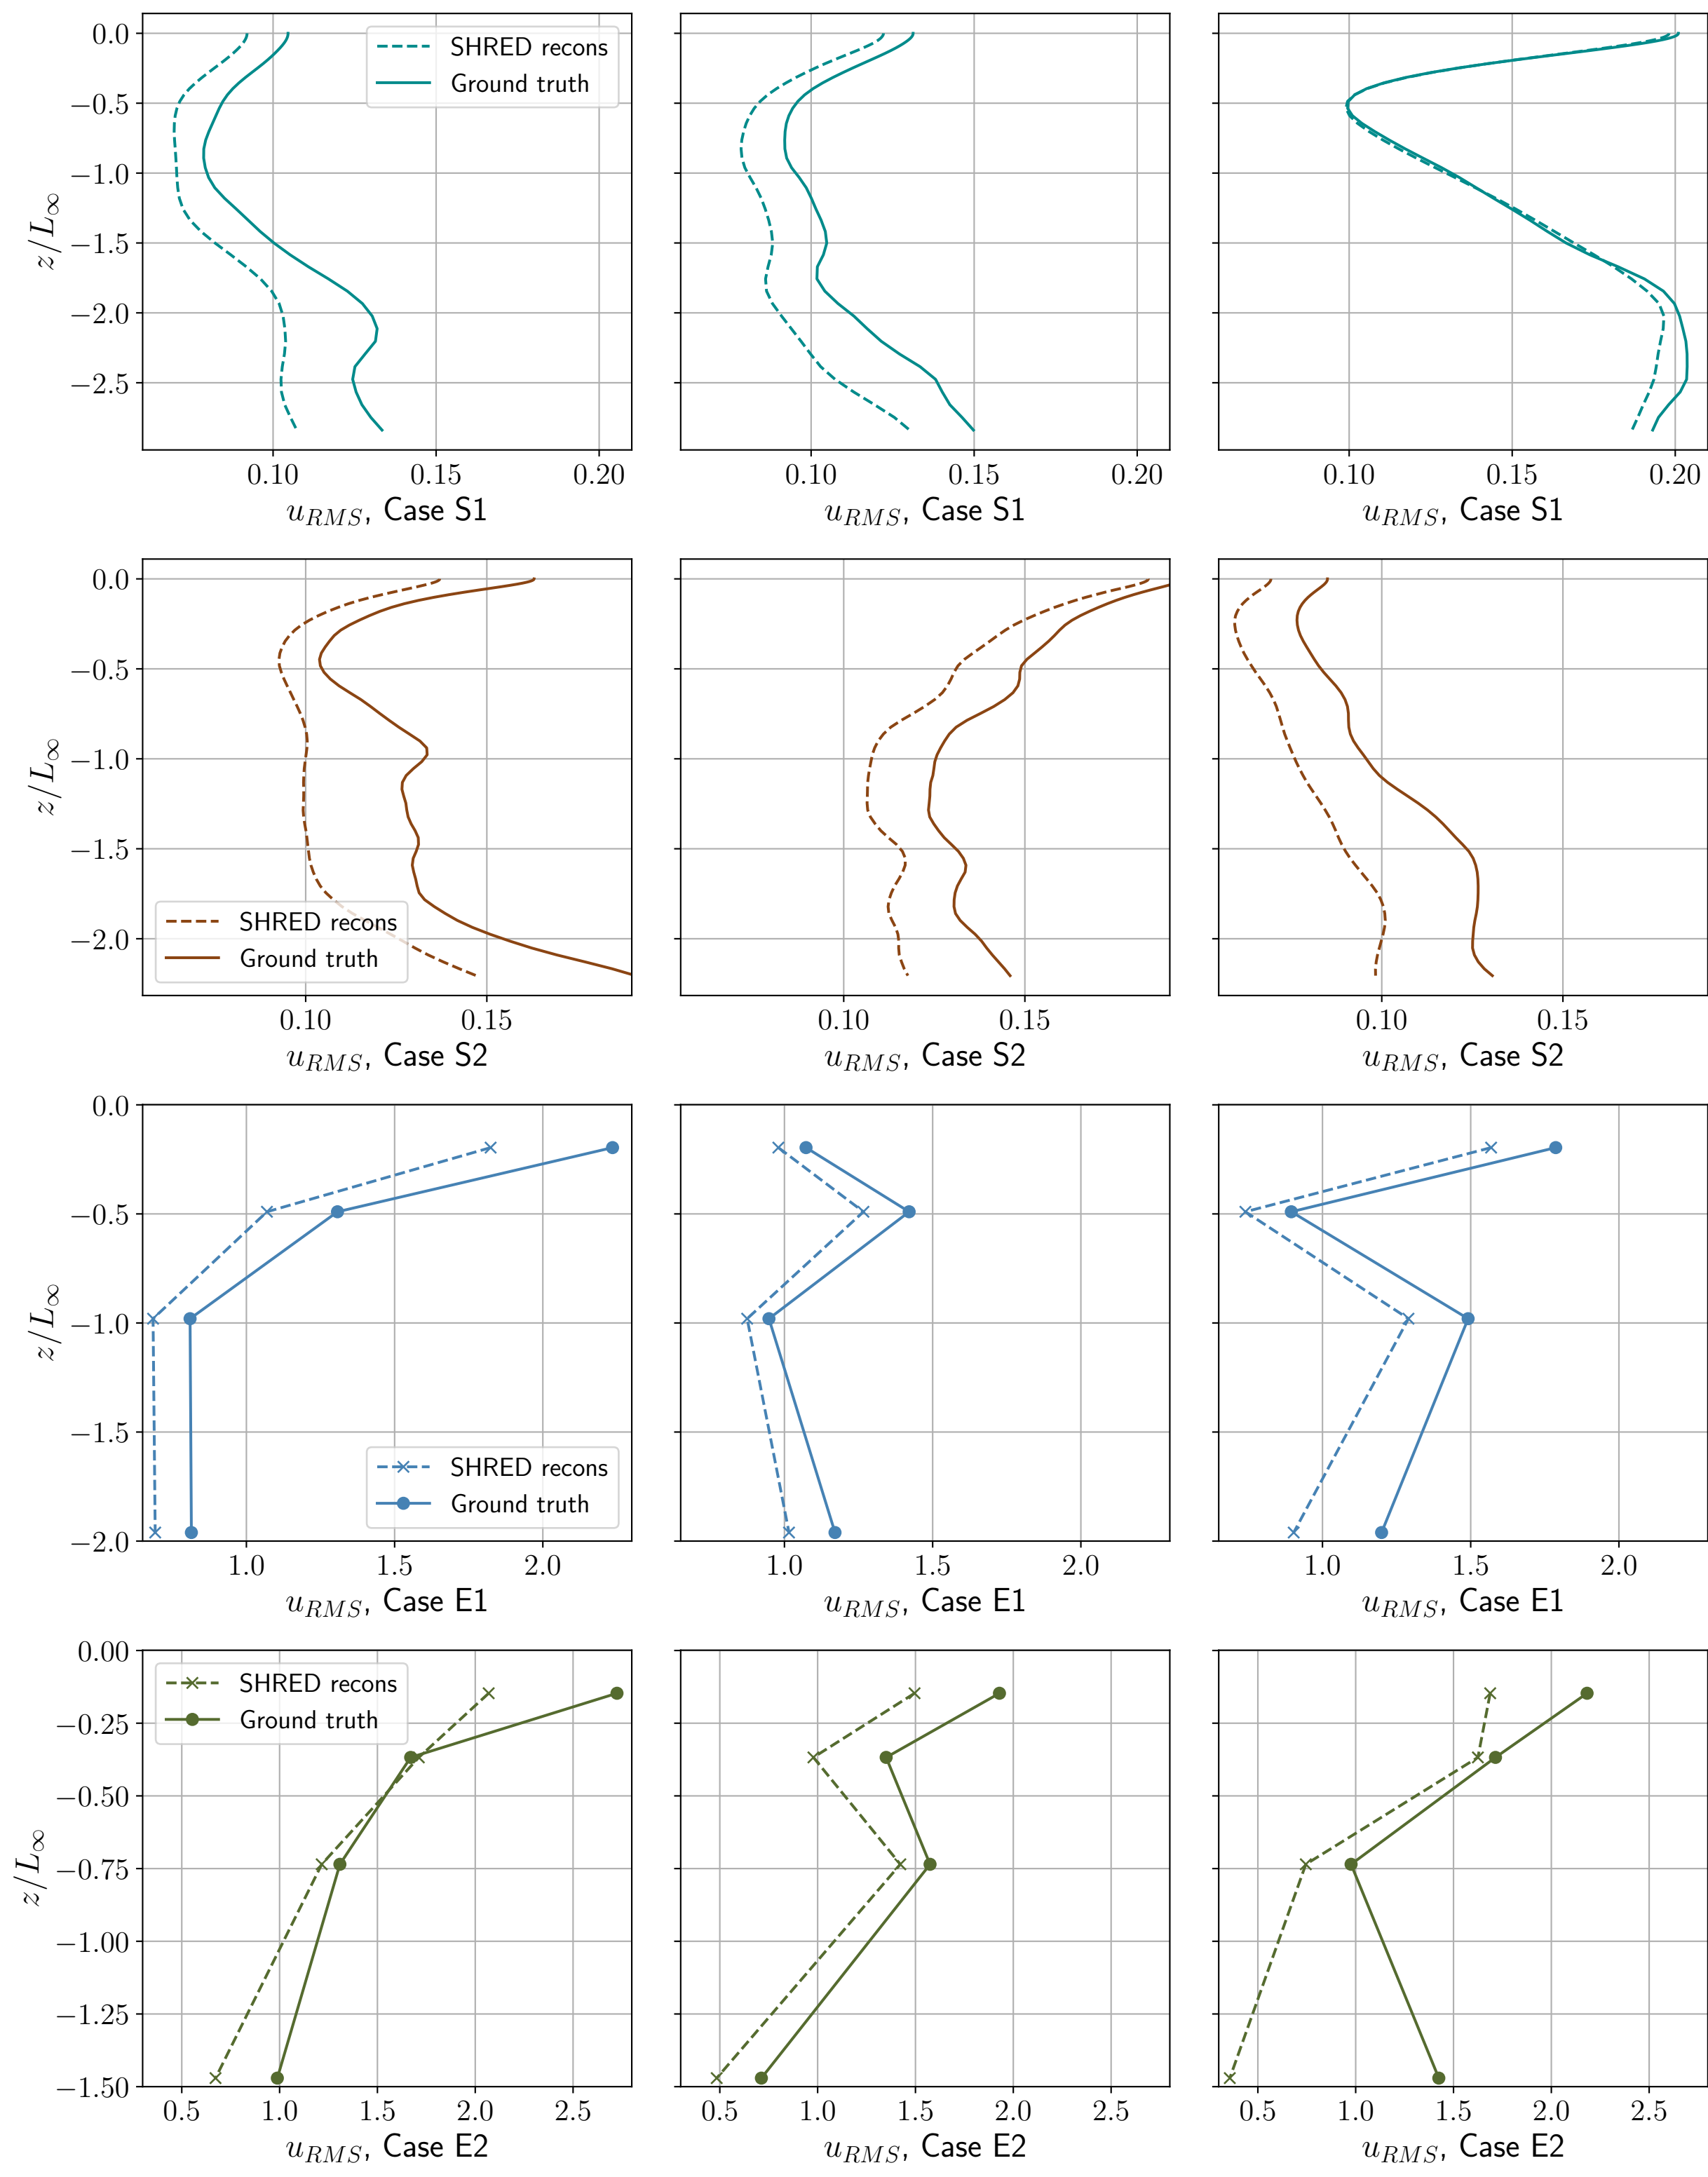 0.0
−0.5
−1.0
−1.5
−2.0
−2.5
z/L∞
SHRED recons
Ground truth
0.10 0.15 0.20
0.10 0.15 0.20
0.10 0.15 0.20
u_RMS, Case S1
u_RMS, Case S1
u_RMS, Case S1
0.0
−0.5
−1.0
−1.5
−2.0
z/L∞
SHRED recons
Ground truth
0.10 0.15
0.10 0.15
0.10 0.15
u_RMS, Case S2
u_RMS, Case S2
u_RMS, Case S2
0.0
−0.5
−1.0
−1.5
−2.0
z/L∞
SHRED recons
Ground truth
1.0 1.5 2.0
1.0 1.5 2.0
1.0 1.5 2.0
u_RMS, Case E1
u_RMS, Case E1
u_RMS, Case E1
0.00
−0.25
−0.50
−0.75
−1.00
−1.25
−1.50
z/L∞
SHRED recons
Ground truth
0.5 1.0 1.5 2.0 2.5
0.5 1.0 1.5 2.0 2.5
0.5 1.0 1.5 2.0 2.5
u_RMS, Case E2
u_RMS, Case E2
u_RMS, Case E2